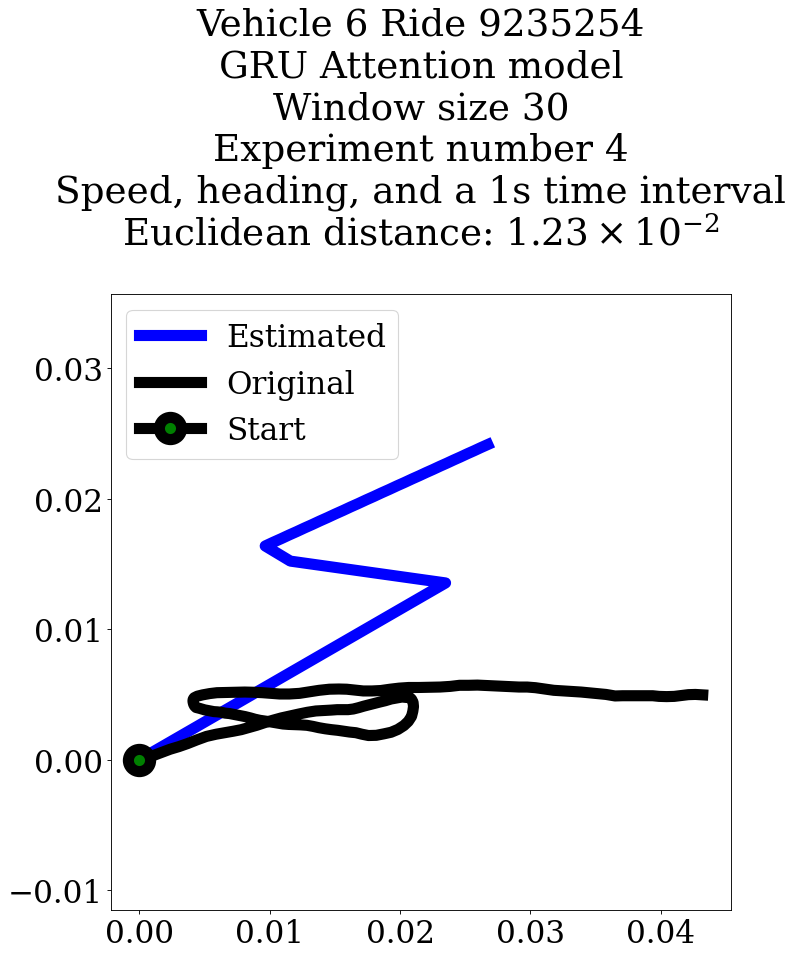 Vehicle 6 Ride 9235254
GRU Attention model
Window size 30
Experiment number 4
Speed, heading, and a 1s time interval
Euclidean distance: 1.23 × 10⁻²
Estimated
Original
Start
0.03
0.02
0.01
0.00
−0.01
0.00 0.01 0.02 0.03 0.04